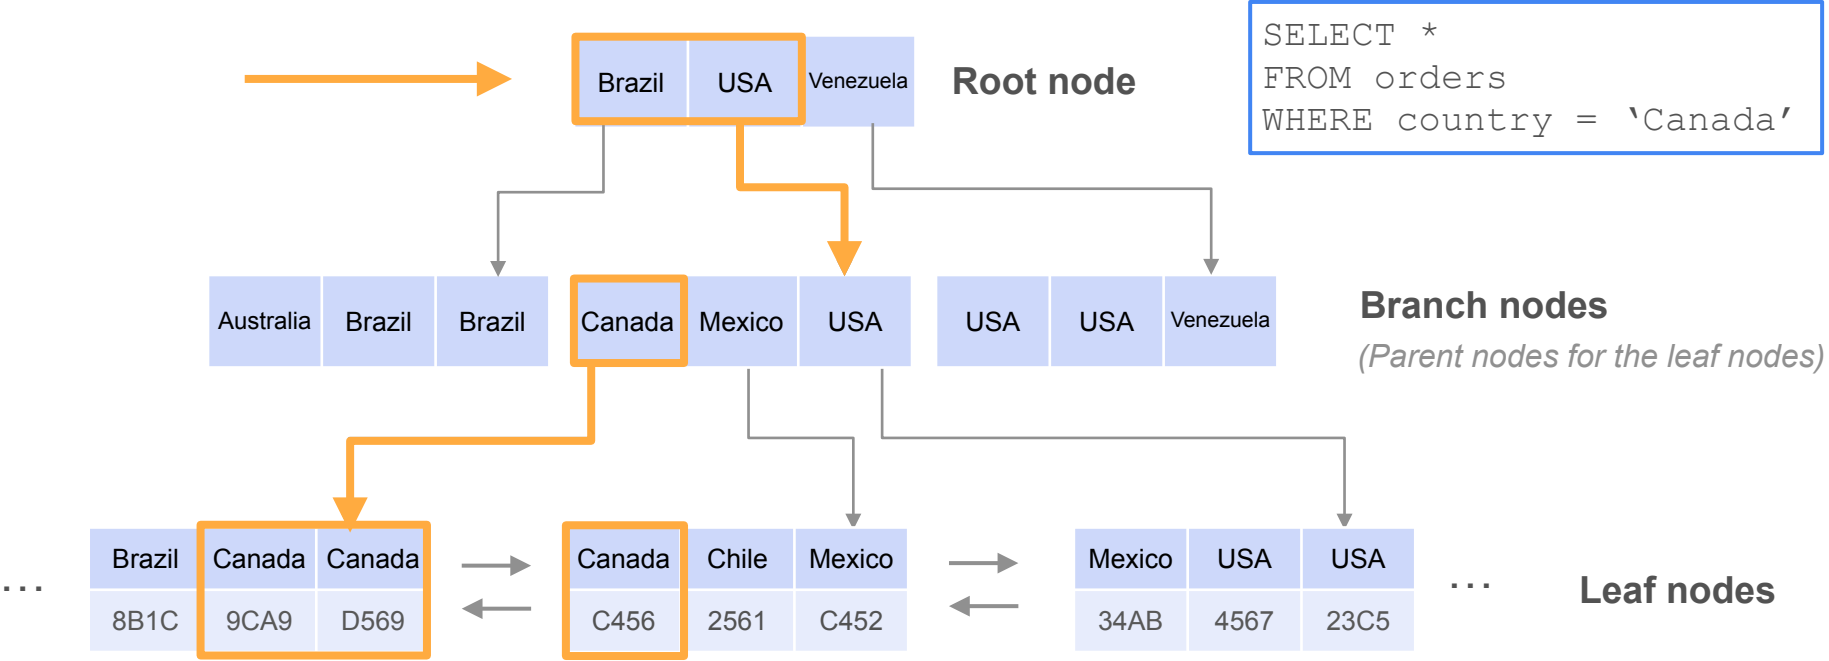 Brazil USA Venezuela Root node
SELECT *
FROM orders
WHERE country = ‘Canada’
Australia Brazil Brazil Canada Mexico USA USA USA Venezuela
Branch nodes
(Parent nodes for the leaf nodes)
... Brazil Canada Canada Canada Chile Mexico Mexico USA USA ...
8B1C 9CA9 D569 C456 2561 C452 34AB 4567 23C5
Leaf nodes